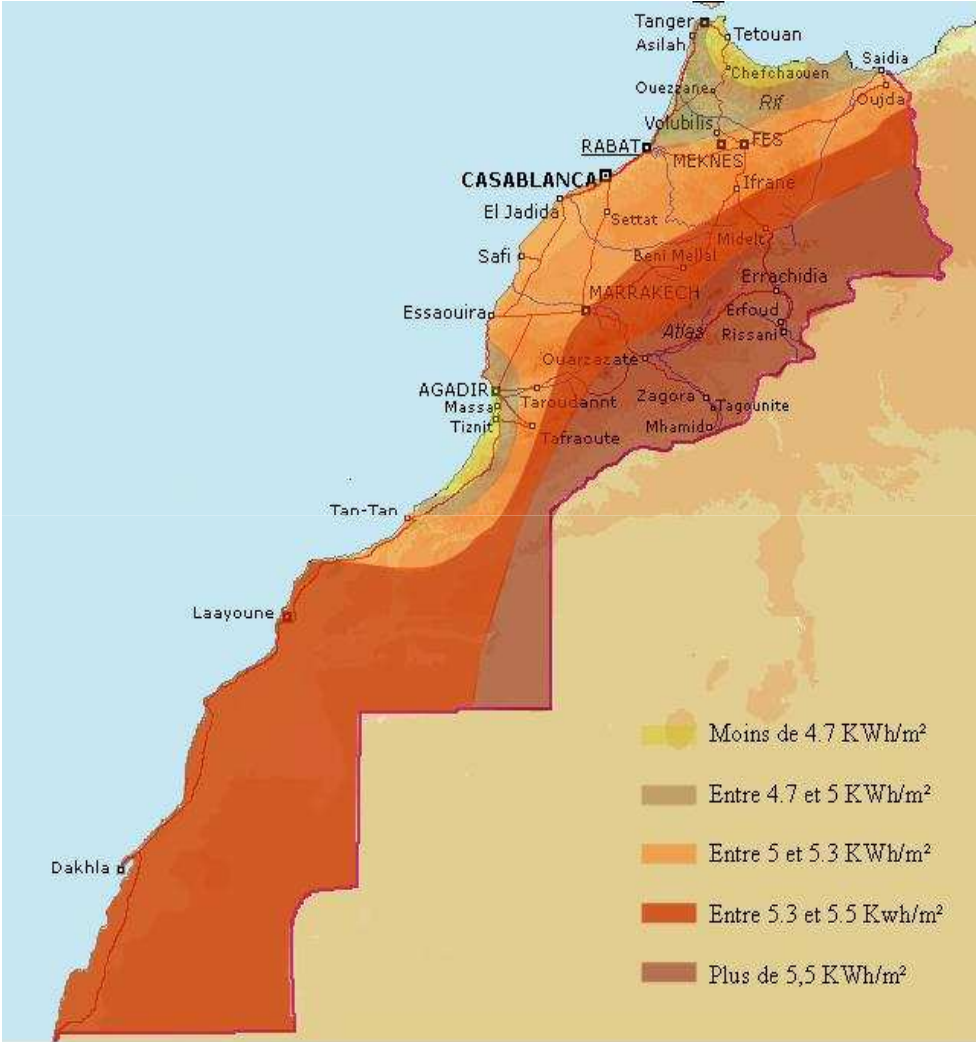 Tanger
Tetouan
Asilah
Saidia
Chefchaouen
Ouezzane
Oujda
Rif
Volubilis
FES
RABAT
MEKNES
CASABLANCA
Ifrane
El Jadida
Settat
Midelt
Safi
Beni Mellal
Errachidia
MARRAKECH
Essaouira
Erfoud
Atlas
Rissani
Ouarzazate
AGADIR
Taroudannt
Zagora
Massa
Tagounite
Tiznit
Mhamid
Tafraoute
Tan-Tan
Laayoune
Dakhla
Moins de 4.7 KWh/m²
Entre 4.7 et 5 KWh/m²
Entre 5 et 5.3 KWh/m²
Entre 5.3 et 5.5 Kwh/m²
Plus de 5,5 KWh/m²